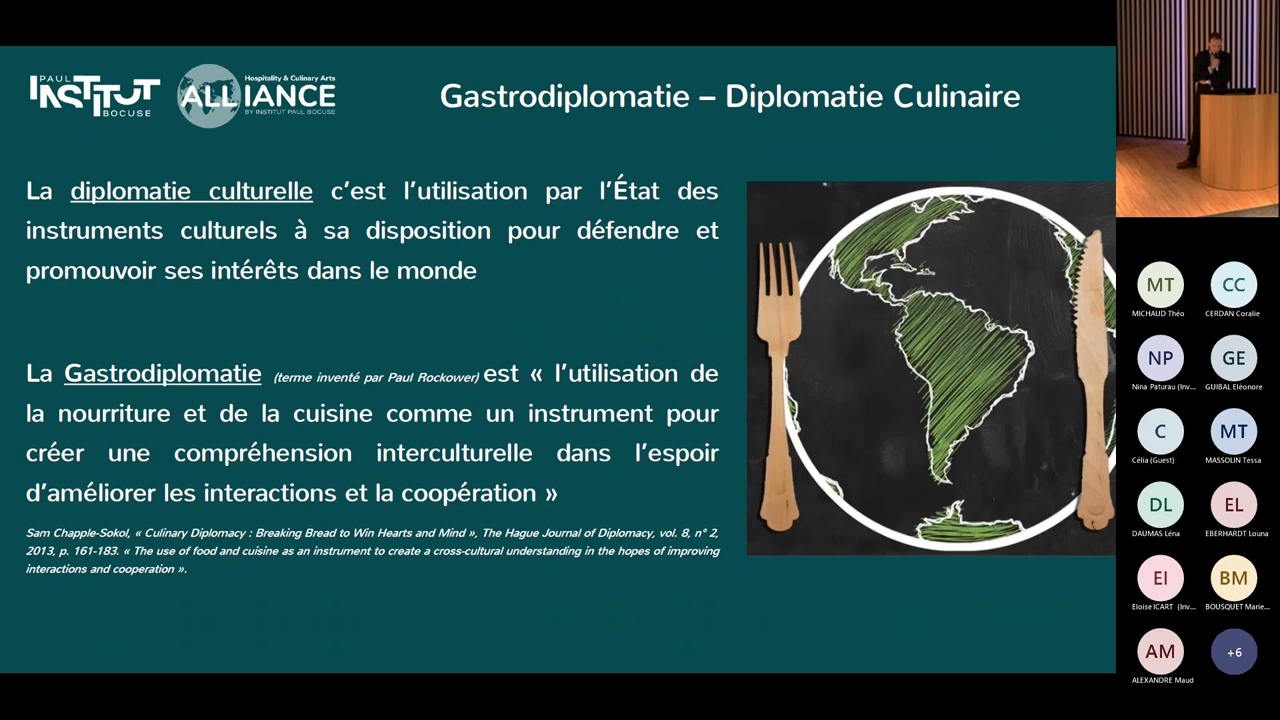 PAUL
INSTITUT
BOCUSE
Hospitality & Culinary Arts
ALLIANCE
BY INSTITUT PAUL BOCUSE
Gastrodiplomatie – Diplomatie Culinaire
La diplomatie culturelle c’est l’utilisation par l’État des
instruments culturels à sa disposition pour défendre et
promouvoir ses intérêts dans le monde
La Gastrodiplomatie (terme inventé par Paul Rockower) est « l’utilisation de
la nourriture et de la cuisine comme un instrument pour
créer une compréhension interculturelle dans l’espoir
d’améliorer les interactions et la coopération »
Sam Chapple-Sokol, « Culinary Diplomacy : Breaking Bread to Win Hearts and Mind », The Hague Journal of Diplomacy, vol. 8, n° 2,
2013, p. 161-183. « The use of food and cuisine as an instrument to create a cross-cultural understanding in the hopes of improving
interactions and cooperation ».
MT CC
MICHAUD Théo CERDAN Coralie
NP GE
Nina Paturau (Inv... GUIBAL Eléonore
C MT
Célia (Guest) MASSOLIN Tessa
DL EL
DAUMAS Léna EBERHARDT Louna
EI BM
Eloïse ICART (Inv... BOUSQUET Marie...
AM +6
ALEXANDRE Maud